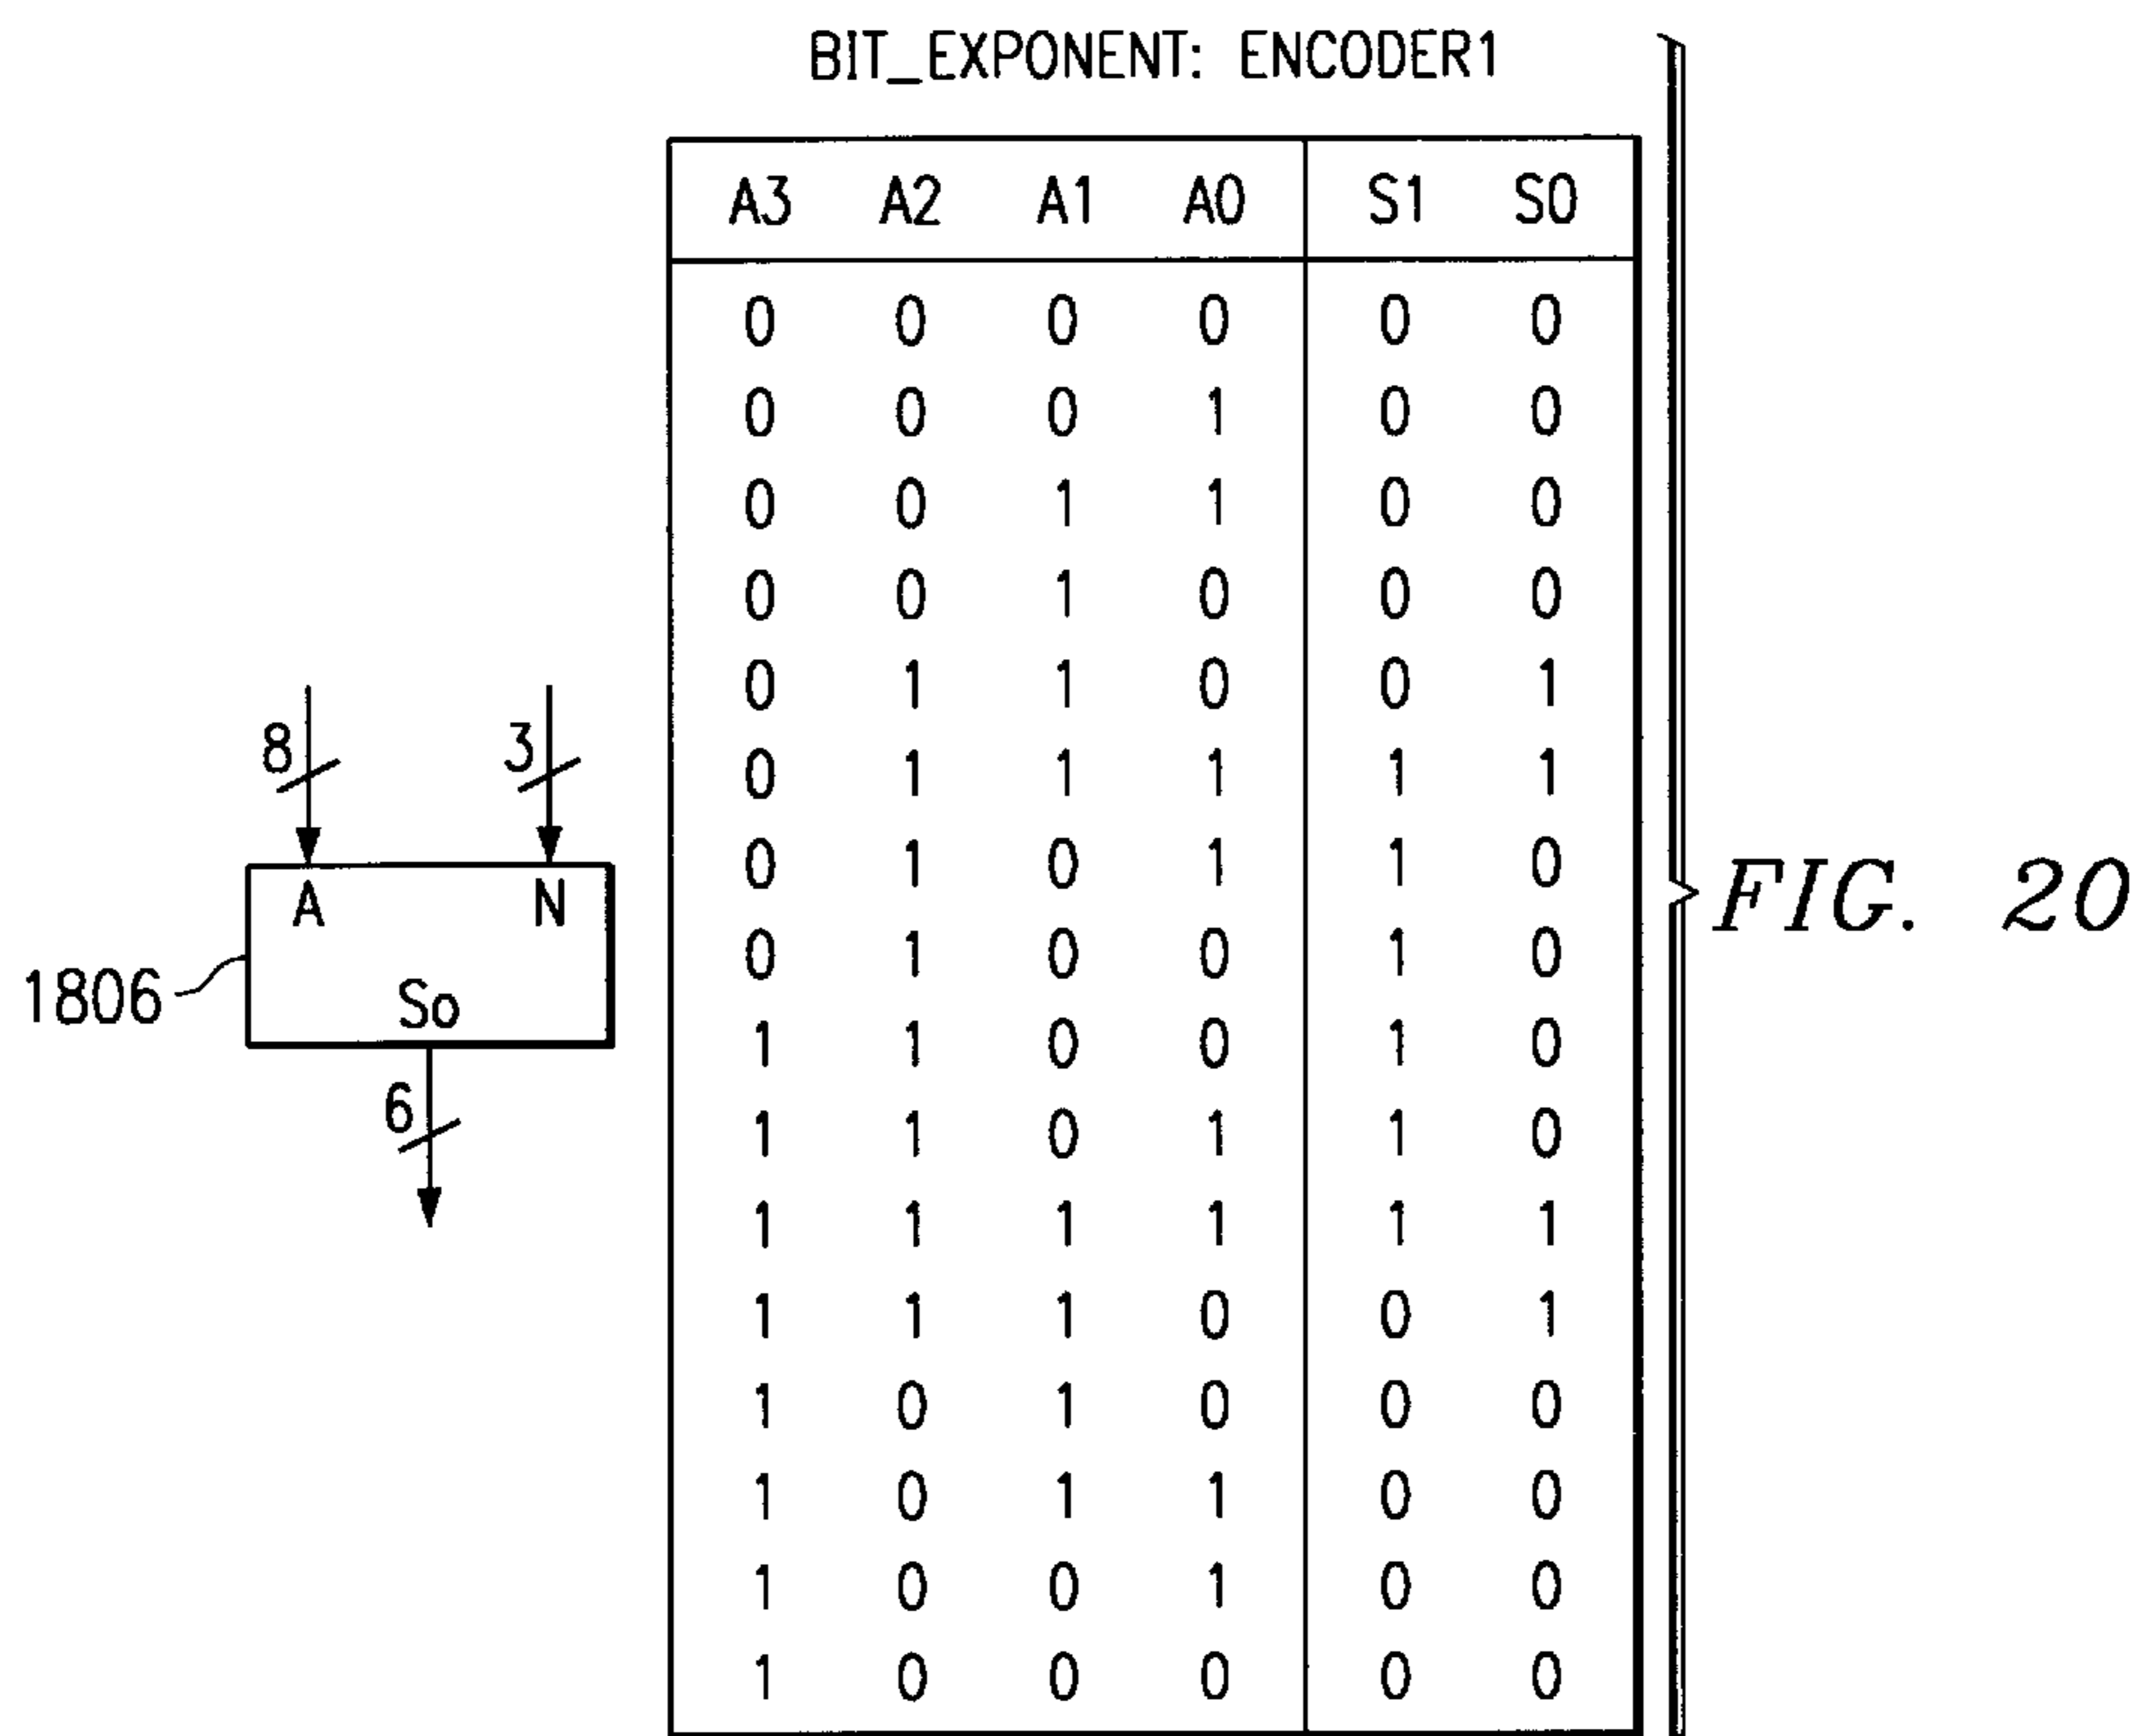 BIT_EXPONENT: ENCODER1
A3 A2 A1 A0 S1 S0
0 0 0 0 0 0
0 0 0 1 0 0
0 0 1 1 0 0
0 0 1 0 0 0
0 1 1 0 0 1
0 1 1 1 1 1
0 1 0 1 1 0
0 1 0 0 1 0
1 1 0 0 1 0
1 1 0 1 1 0
1 1 1 1 1 1
1 1 1 0 0 1
1 0 1 0 0 0
1 0 1 1 0 0
1 0 0 1 0 0
1 0 0 0 0 0
8 3
A N
1806
So
6
FIG. 20